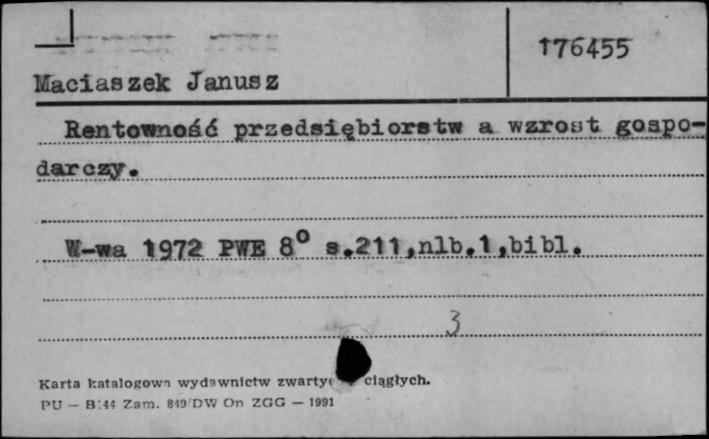 176455
Maciaszek Janusz
Rentowność przedsiębiorstw a wzrost gospo-
darczy.
W-wa 1972 PWE 8° s.211,nlb.1,bibl.
3
Karta katalogowa wydawnictw ciągłych.
PU — B/44 Zam. 849/DW On ZGG — 1991